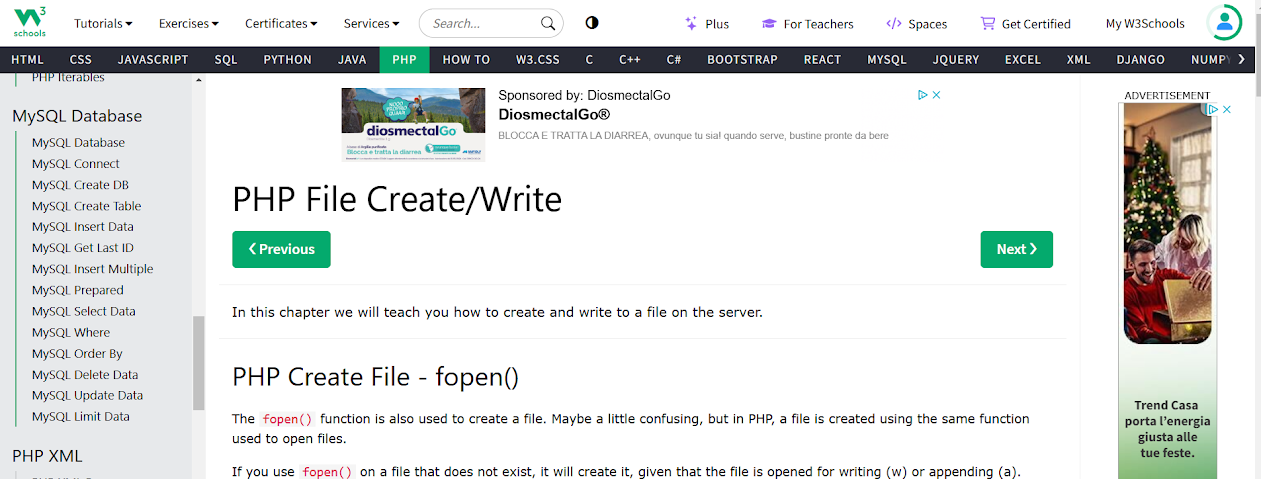 3
schools
Tutorials
Exercises
Certificates
Services
Search...
Plus
For Teachers
Spaces
Get Certified
My W3Schools
HTML
CSS
JAVASCRIPT
SQL
PYTHON
JAVA
PHP
HOW TO
W3.CSS
C
C++
C#
BOOTSTRAP
REACT
MYSQL
JQUERY
EXCEL
XML
DJANGO
NUMPY
PHP Iterables
MySQL Database
MySQL Database
MySQL Connect
MySQL Create DB
MySQL Create Table
MySQL Insert Data
MySQL Get Last ID
MySQL Insert Multiple
MySQL Prepared
MySQL Select Data
MySQL Where
MySQL Order By
MySQL Delete Data
MySQL Update Data
MySQL Limit Data
PHP XML
diosmectalGo
Blocca e tratta la diarrea
Sponsored by: DiosmectalGo
DiosmectalGo®
BLOCCA E TRATTA LA DIARREA, ovunque tu sia! quando serve, bustine pronte da bere
PHP File Create/Write
❮ Previous
Next ❯
In this chapter we will teach you how to create and write to a file on the server.
PHP Create File - fopen()
The fopen() function is also used to create a file. Maybe a little confusing, but in PHP, a file is created using the same function
used to open files.
If you use fopen() on a file that does not exist, it will create it, given that the file is opened for writing (w) or appending (a).
ADVERTISEMENT
Trend Casa
porta l'energia
giusta alle
tue feste.